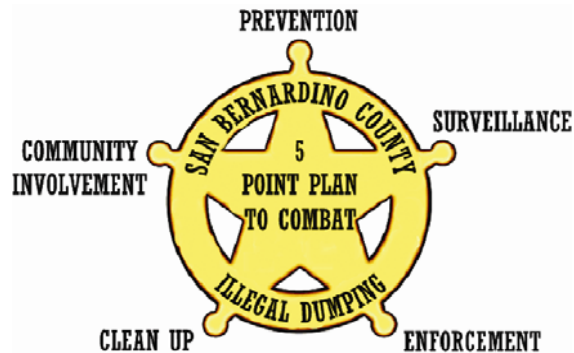 PREVENTION
SAN BERNARDINO COUNTY
SURVEILLANCE
COMMUNITY
INVOLVEMENT
5
POINT PLAN
TO COMBAT
ILLEGAL DUMPING
CLEAN UP
ENFORCEMENT